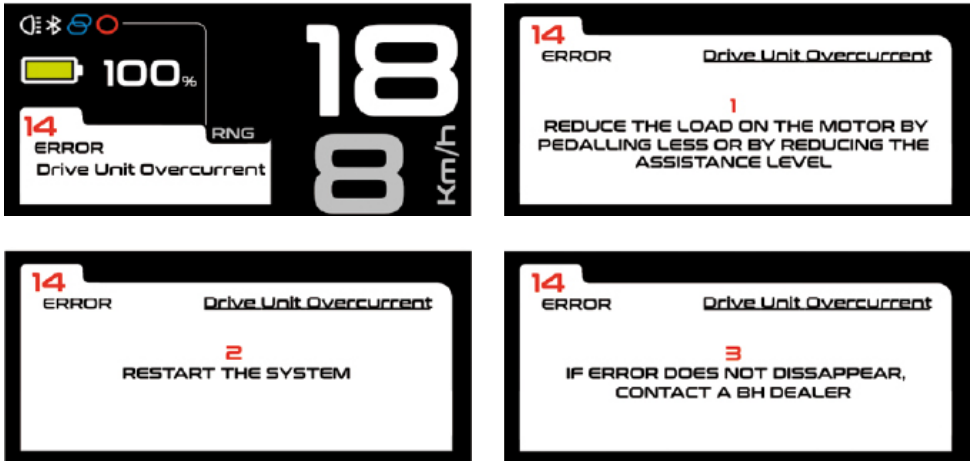 100%
18
14
ERROR
Drive Unit Overcurrent
RNG
8
Km/h
14
ERROR
Drive Unit Overcurrent
1
REDUCE THE LOAD ON THE MOTOR BY
PEDALLING LESS OR BY REDUCING THE
ASSISTANCE LEVEL
14
ERROR
Drive Unit Overcurrent
2
RESTART THE SYSTEM
14
ERROR
Drive Unit Overcurrent
3
IF ERROR DOES NOT DISSAPPEAR,
CONTACT A BH DEALER